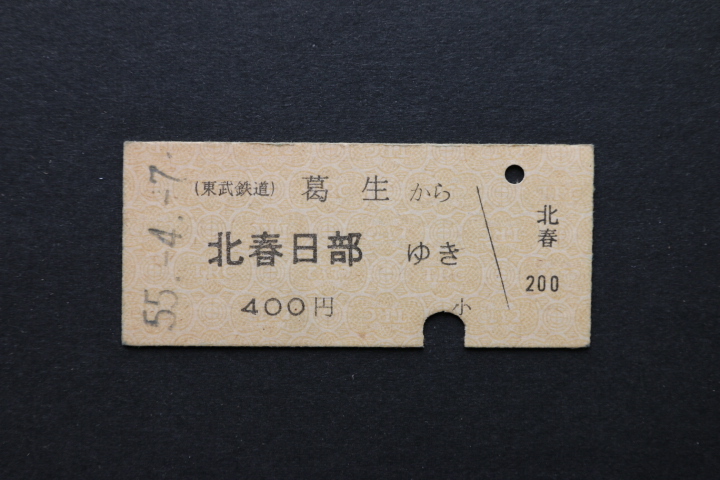 55.-4.-7.
(東武鉄道) 葛生から
北春日部 ゆき
400円 小
北春
200